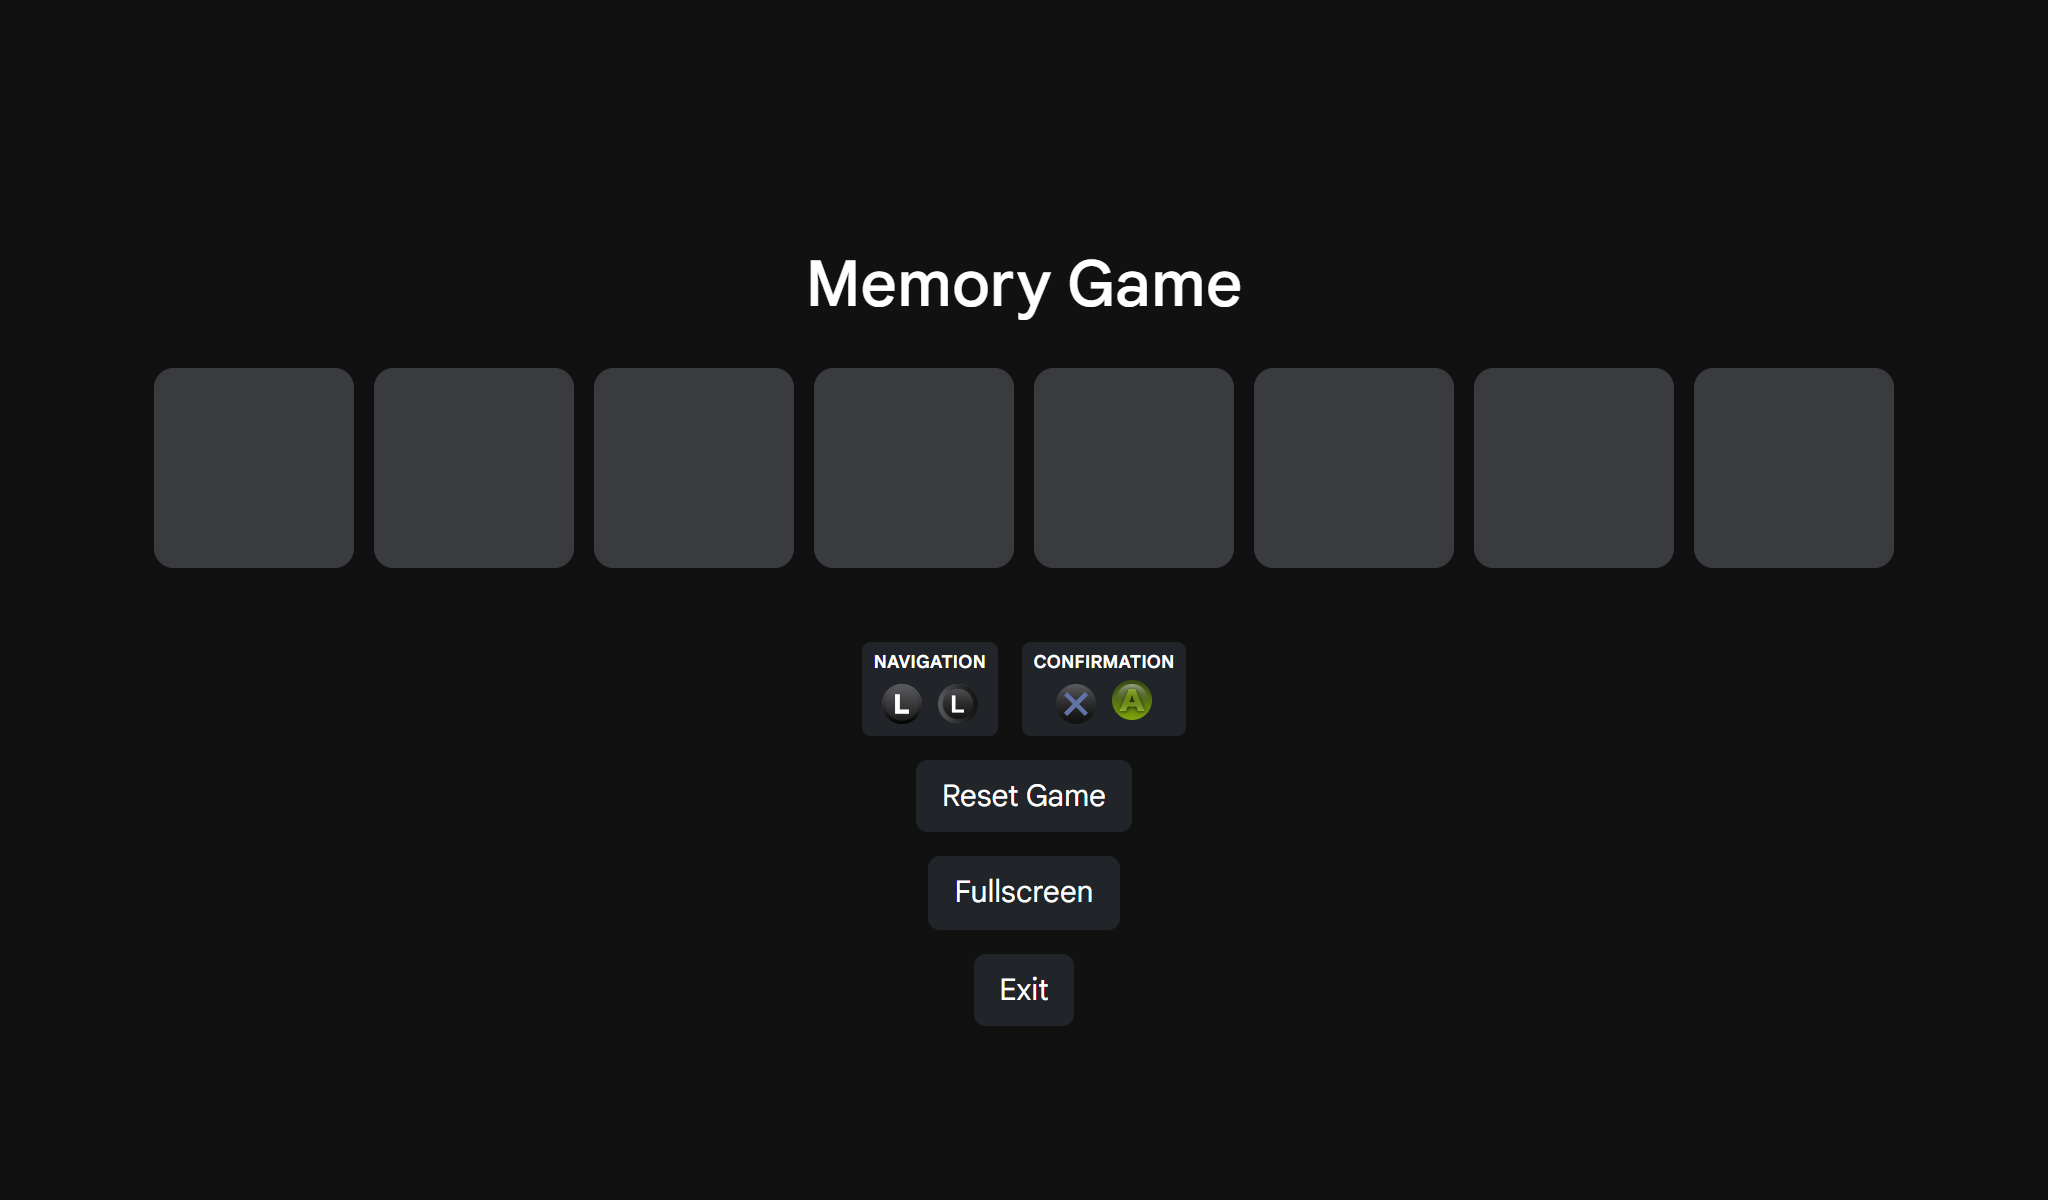 Memory Game
NAVIGATION
CONFIRMATION
L L
X A
Reset Game
Fullscreen
Exit